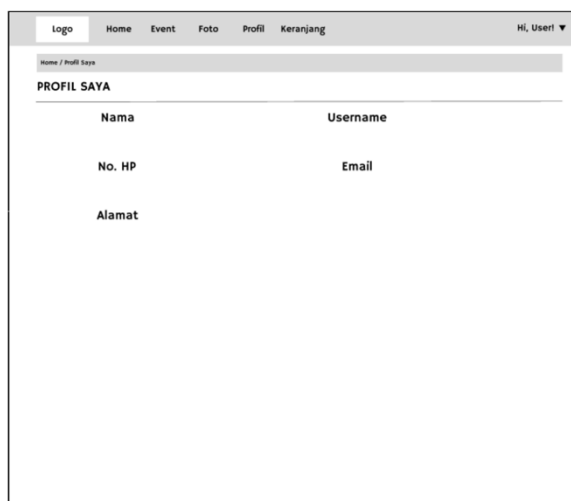 Logo Home Event Foto Profil Keranjang Hi, User! ▼
Home / Profil Saya
PROFIL SAYA
Nama Username
No. HP Email
Alamat